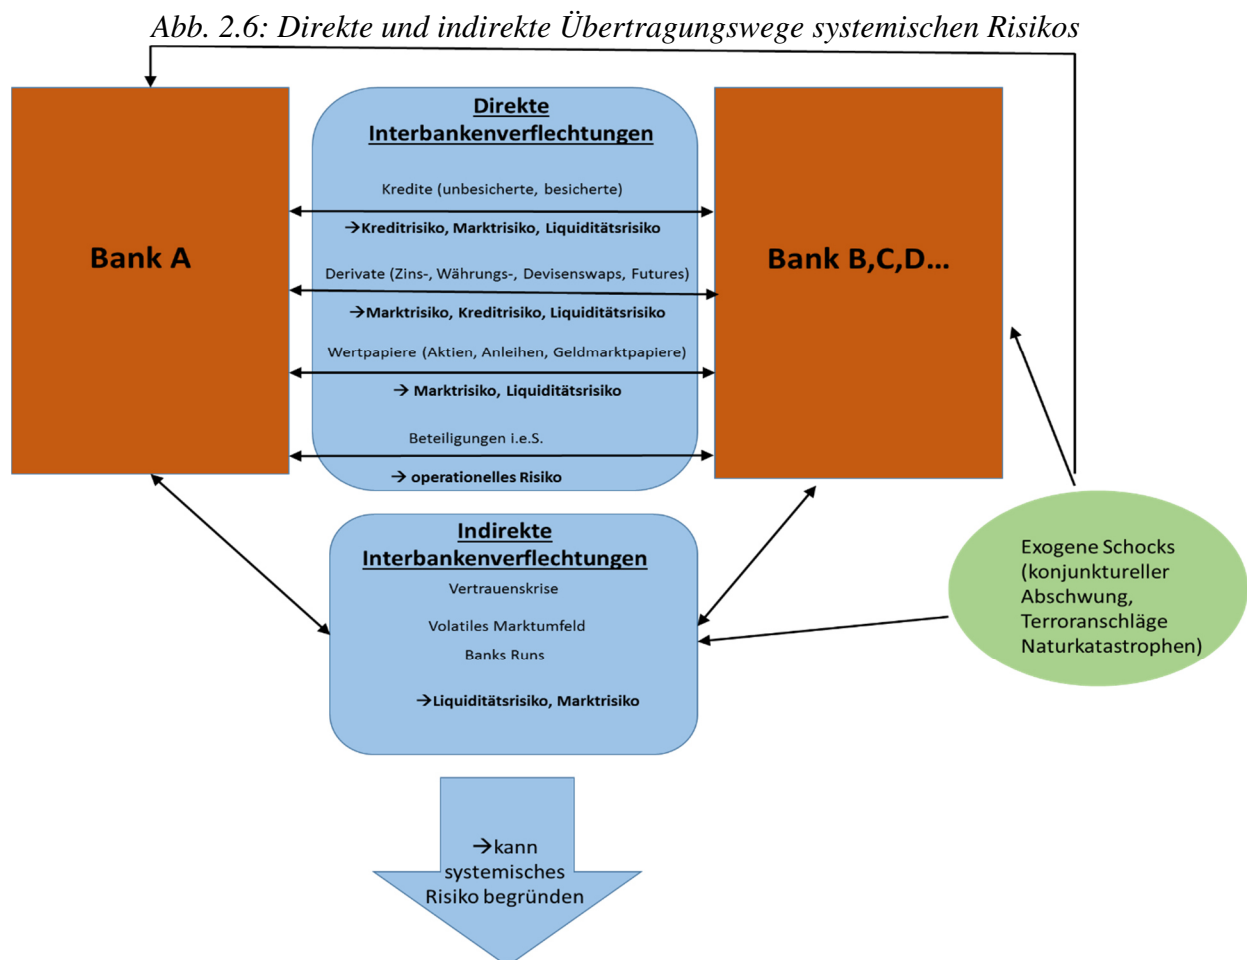 Abb. 2.6: Direkte und indirekte Übertragungswege systemischen Risikos
Bank A
Direkte
Interbankenverflechtungen
Kredite (unbesicherte, besicherte)
→Kreditrisiko, Marktrisiko, Liquiditätsrisiko
Derivate (Zins-, Währungs-, Devisenswaps, Futures)
→Marktrisiko, Kreditrisiko, Liquiditätsrisiko
Wertpapiere (Aktien, Anleihen, Geldmarktpapiere)
→ Marktrisiko, Liquiditätsrisiko
Beteiligungen i.e.S.
→ operationelles Risiko
Bank B,C,D...
Indirekte
Interbankenverflechtungen
Vertrauenskrise
Volatiles Marktumfeld
Banks Runs
→Liquiditätsrisiko, Marktrisiko
Exogene Schocks
(konjunktureller
Abschwung,
Terroranschläge
Naturkatastrophen)
→kann
systemisches
Risiko begründen